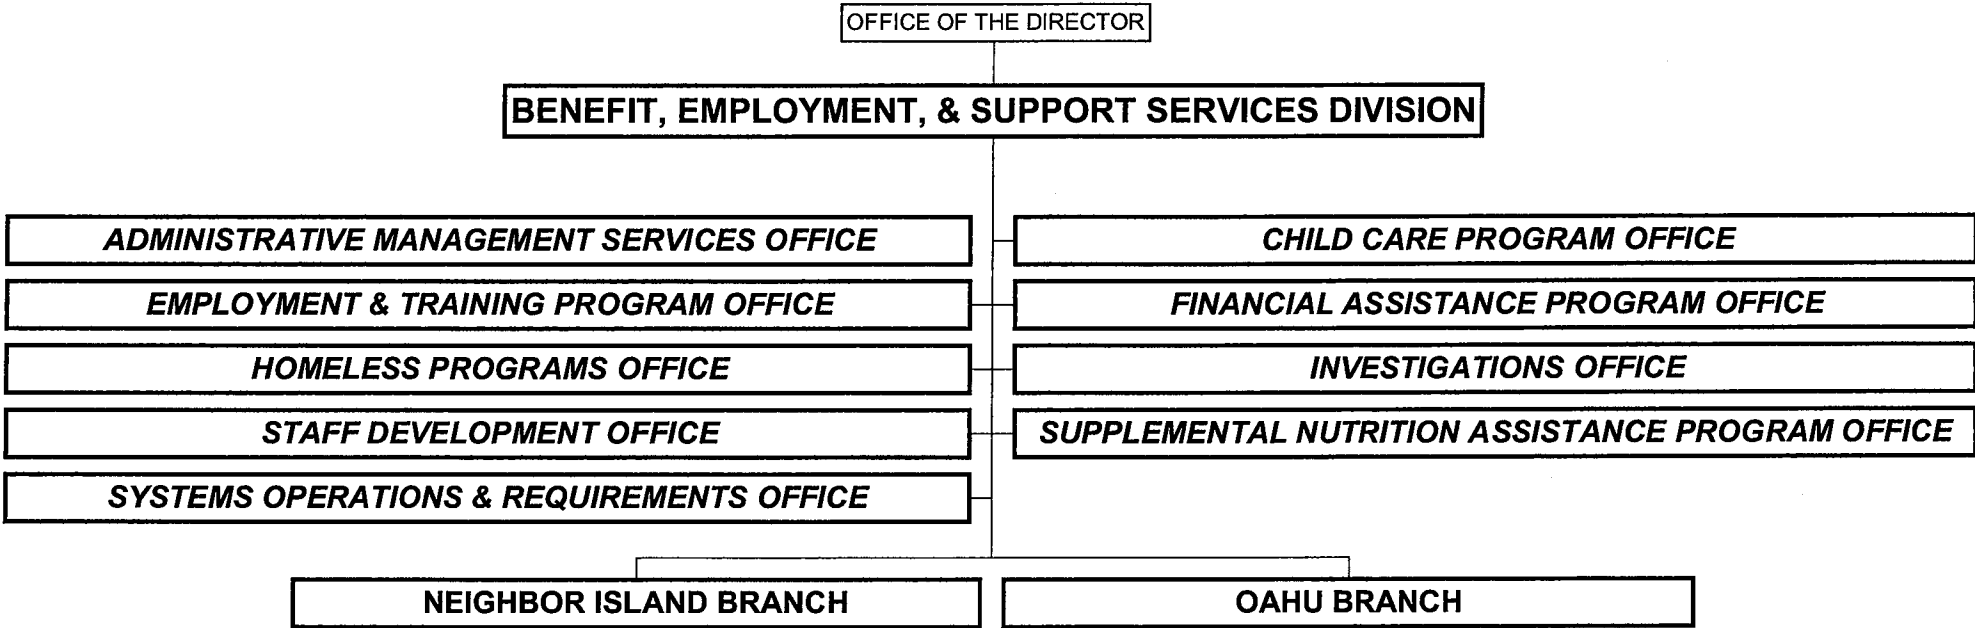 OFFICE OF THE DIRECTOR
BENEFIT, EMPLOYMENT, & SUPPORT SERVICES DIVISION
ADMINISTRATIVE MANAGEMENT SERVICES OFFICE
CHILD CARE PROGRAM OFFICE
EMPLOYMENT & TRAINING PROGRAM OFFICE
FINANCIAL ASSISTANCE PROGRAM OFFICE
HOMELESS PROGRAMS OFFICE
INVESTIGATIONS OFFICE
STAFF DEVELOPMENT OFFICE
SUPPLEMENTAL NUTRITION ASSISTANCE PROGRAM OFFICE
SYSTEMS OPERATIONS & REQUIREMENTS OFFICE
NEIGHBOR ISLAND BRANCH
OAHU BRANCH